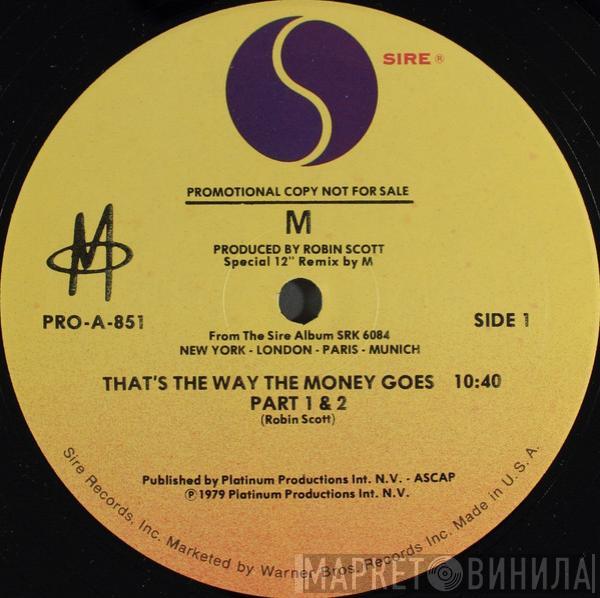 SIRE ®
PROMOTIONAL COPY NOT FOR SALE
M
PRODUCED BY ROBIN SCOTT
Special 12" Remix by M
M
PRO-A-851
SIDE 1
From The Sire Album SRK 6084
NEW YORK - LONDON - PARIS - MUNICH
THAT'S THE WAY THE MONEY GOES 10:40
PART 1 & 2
(Robin Scott)
Published by Platinum Productions Int. N.V. - ASCAP
℗ 1979 Platinum Productions Int. N.V.
Sire Records, Inc. Marketed by Warner Bros. Records Inc. Made in U.S.A.
МАРКЕТ ВИНИЛА